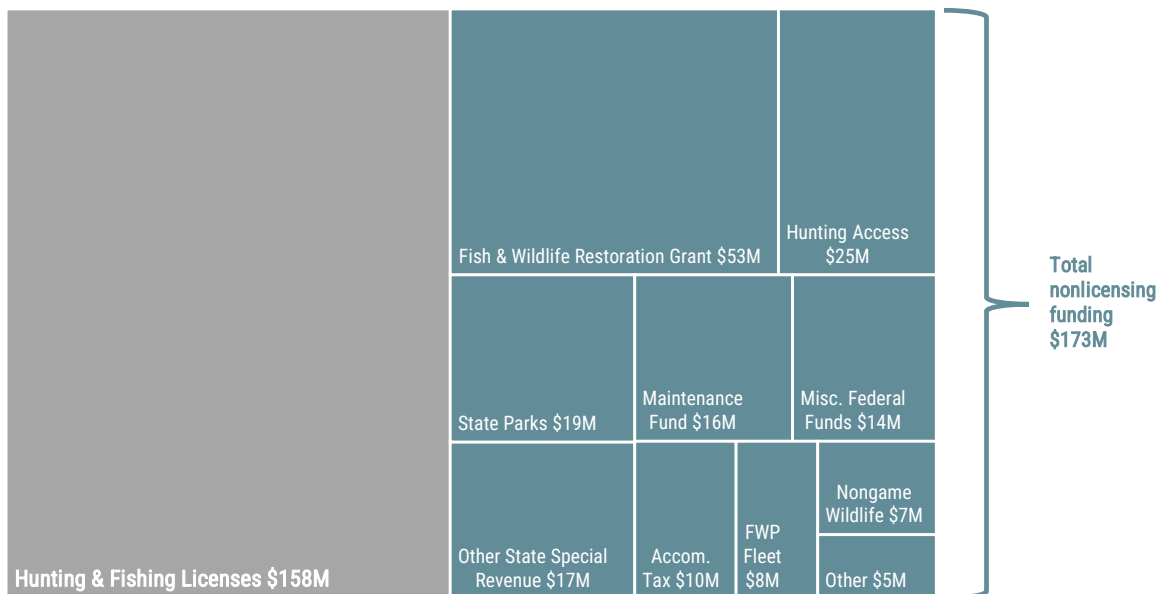 Hunting & Fishing Licenses $158M
Fish & Wildlife Restoration Grant $53M
Hunting Access
$25M
State Parks $19M
Maintenance
Fund $16M
Misc. Federal
Funds $14M
Other State Special
Revenue $17M
Accom.
Tax $10M
FWP
Fleet
$8M
Nongame
Wildlife $7M
Other $5M
Total
nonlicensing
funding
$173M